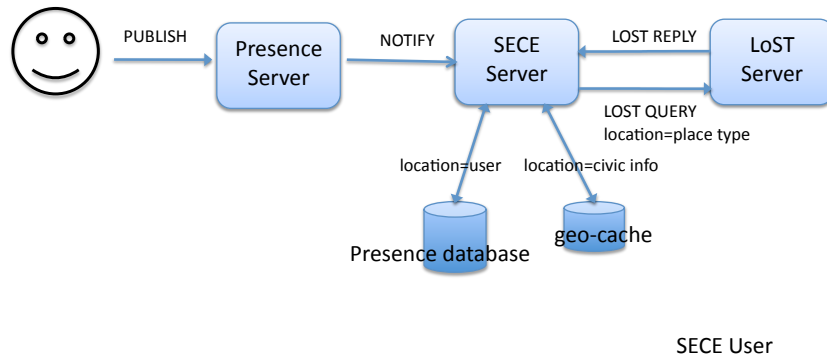 PUBLISH
Presence
Server
NOTIFY
SECE
Server
LOST REPLY
LoST
Server
LOST QUERY
location=place type
location=user
location=civic info
Presence database
geo-cache
SECE User